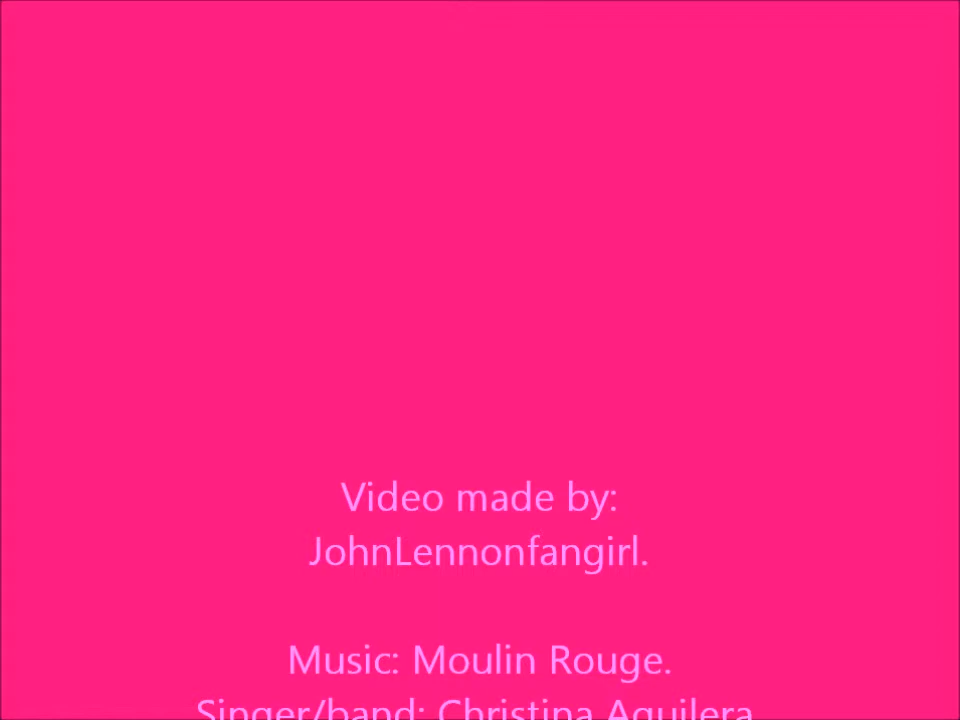 Video made by:
JohnLennonfangirl.
Music: Moulin Rouge.
Singer/band: Christina Aguilera